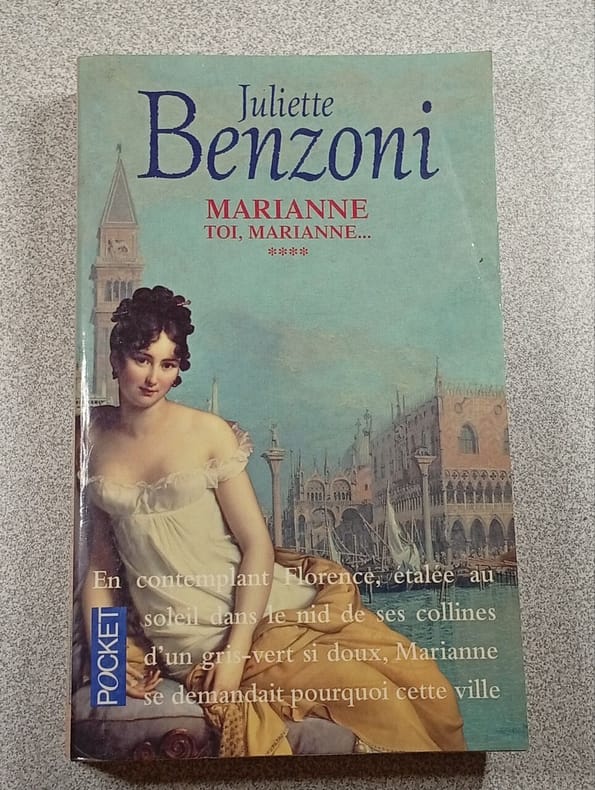 Juliette
Benzoni
MARIANNE
TOI, MARIANNE...
****
En contemplant Florence, étalée au
soleil dans le nid de ses collines
d'un gris-vert si doux, Marianne
se demandait pourquoi cette ville
POCKET